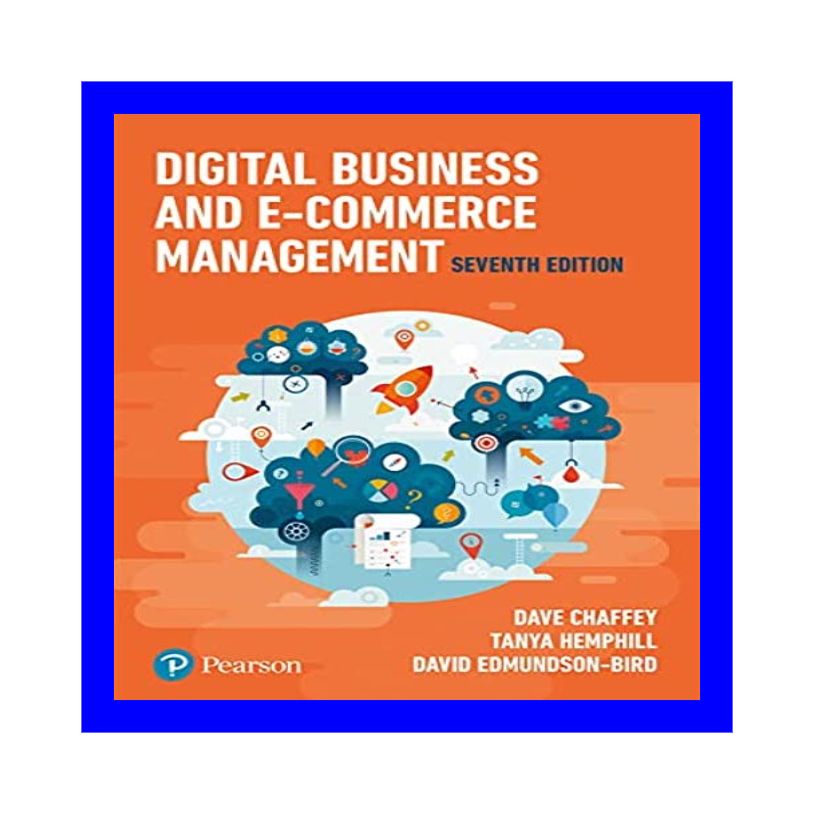 DIGITAL BUSINESS
AND E-COMMERCE
MANAGEMENT SEVENTH EDITION
DAVE CHAFFEY
TANYA HEMPHILL
DAVID EDMUNDSON-BIRD
P Pearson